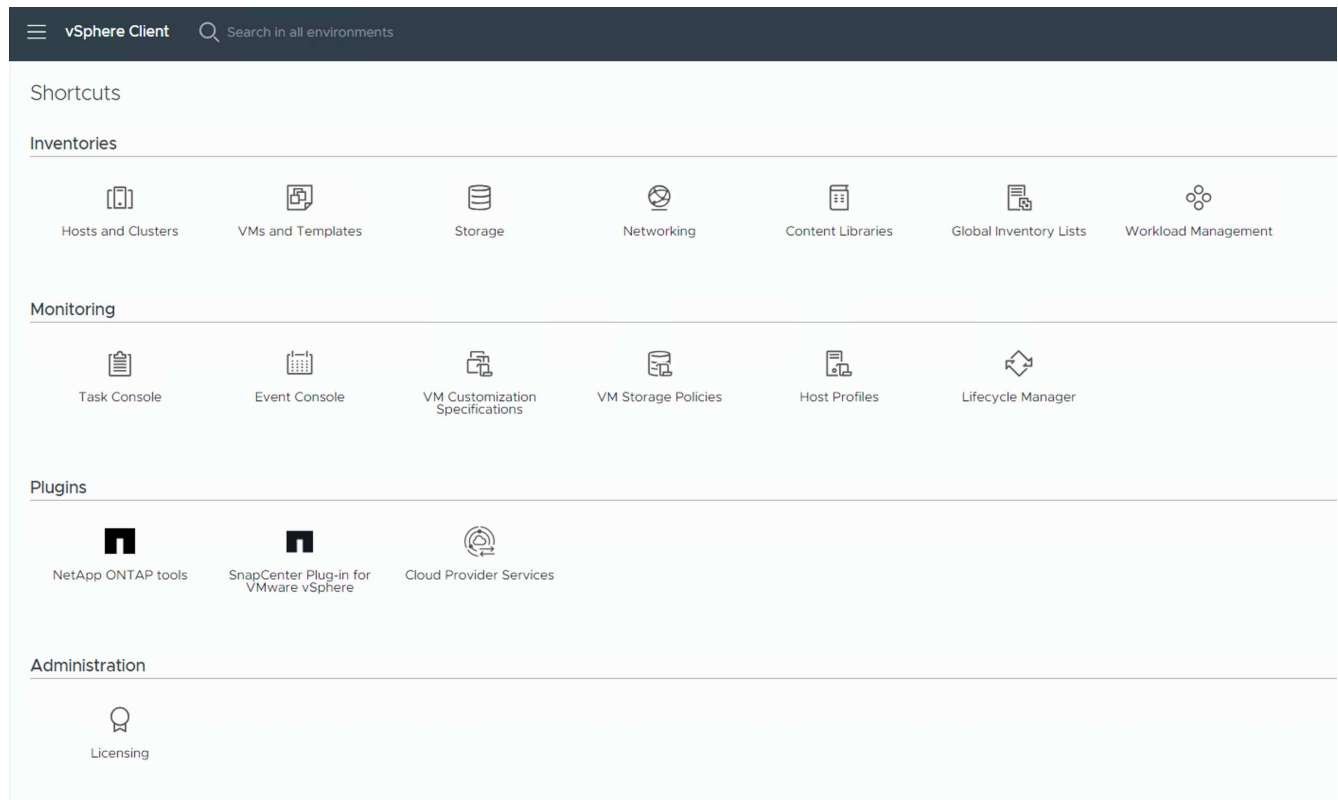 vSphere Client
Search in all environments
Shortcuts
Inventories
Hosts and Clusters
VMs and Templates
Storage
Networking
Content Libraries
Global Inventory Lists
Workload Management
Monitoring
Task Console
Event Console
VM Customization
Specifications
VM Storage Policies
Host Profiles
Lifecycle Manager
Plugins
NetApp ONTAP tools
SnapCenter Plug-in for
VMware vSphere
Cloud Provider Services
Administration
Licensing